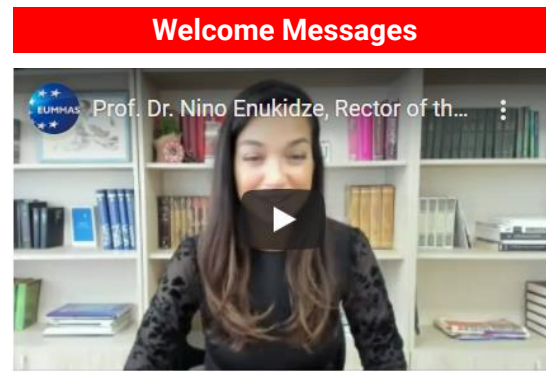 Welcome Messages
EUMMAS
Prof. Dr. Nino Enukidze, Rector of th...